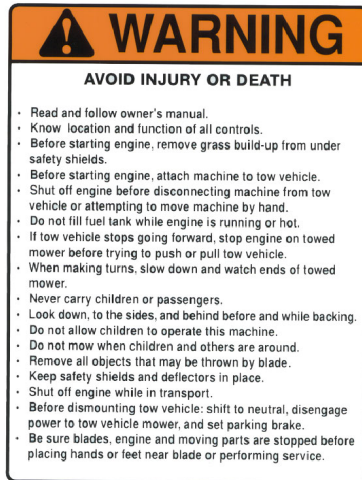 WARNING
AVOID INJURY OR DEATH
· Read and follow owner's manual.
· Know location and function of all controls.
· Before starting engine, remove grass build-up from under
safety shields.
· Before starting engine, attach machine to tow vehicle.
· Shut off engine before disconnecting machine from tow
vehicle or attempting to move machine by hand.
· Do not fill fuel tank while engine is running or hot.
· If tow vehicle stops going forward, stop engine on towed
mower before trying to push or pull tow vehicle.
· When making turns, slow down and watch ends of towed
mower.
· Never carry children or passengers.
· Look down, to the sides, and behind before and while backing.
· Do not allow children to operate this machine.
· Do not mow when children and others are around.
· Remove all objects that may be thrown by blade.
· Keep safety shields and deflectors in place.
· Shut off engine while in transport.
· Before dismounting tow vehicle: shift to neutral, disengage
power to tow vehicle mower, and set parking brake.
· Be sure blades, engine and moving parts are stopped before
placing hands or feet near blade or performing service.